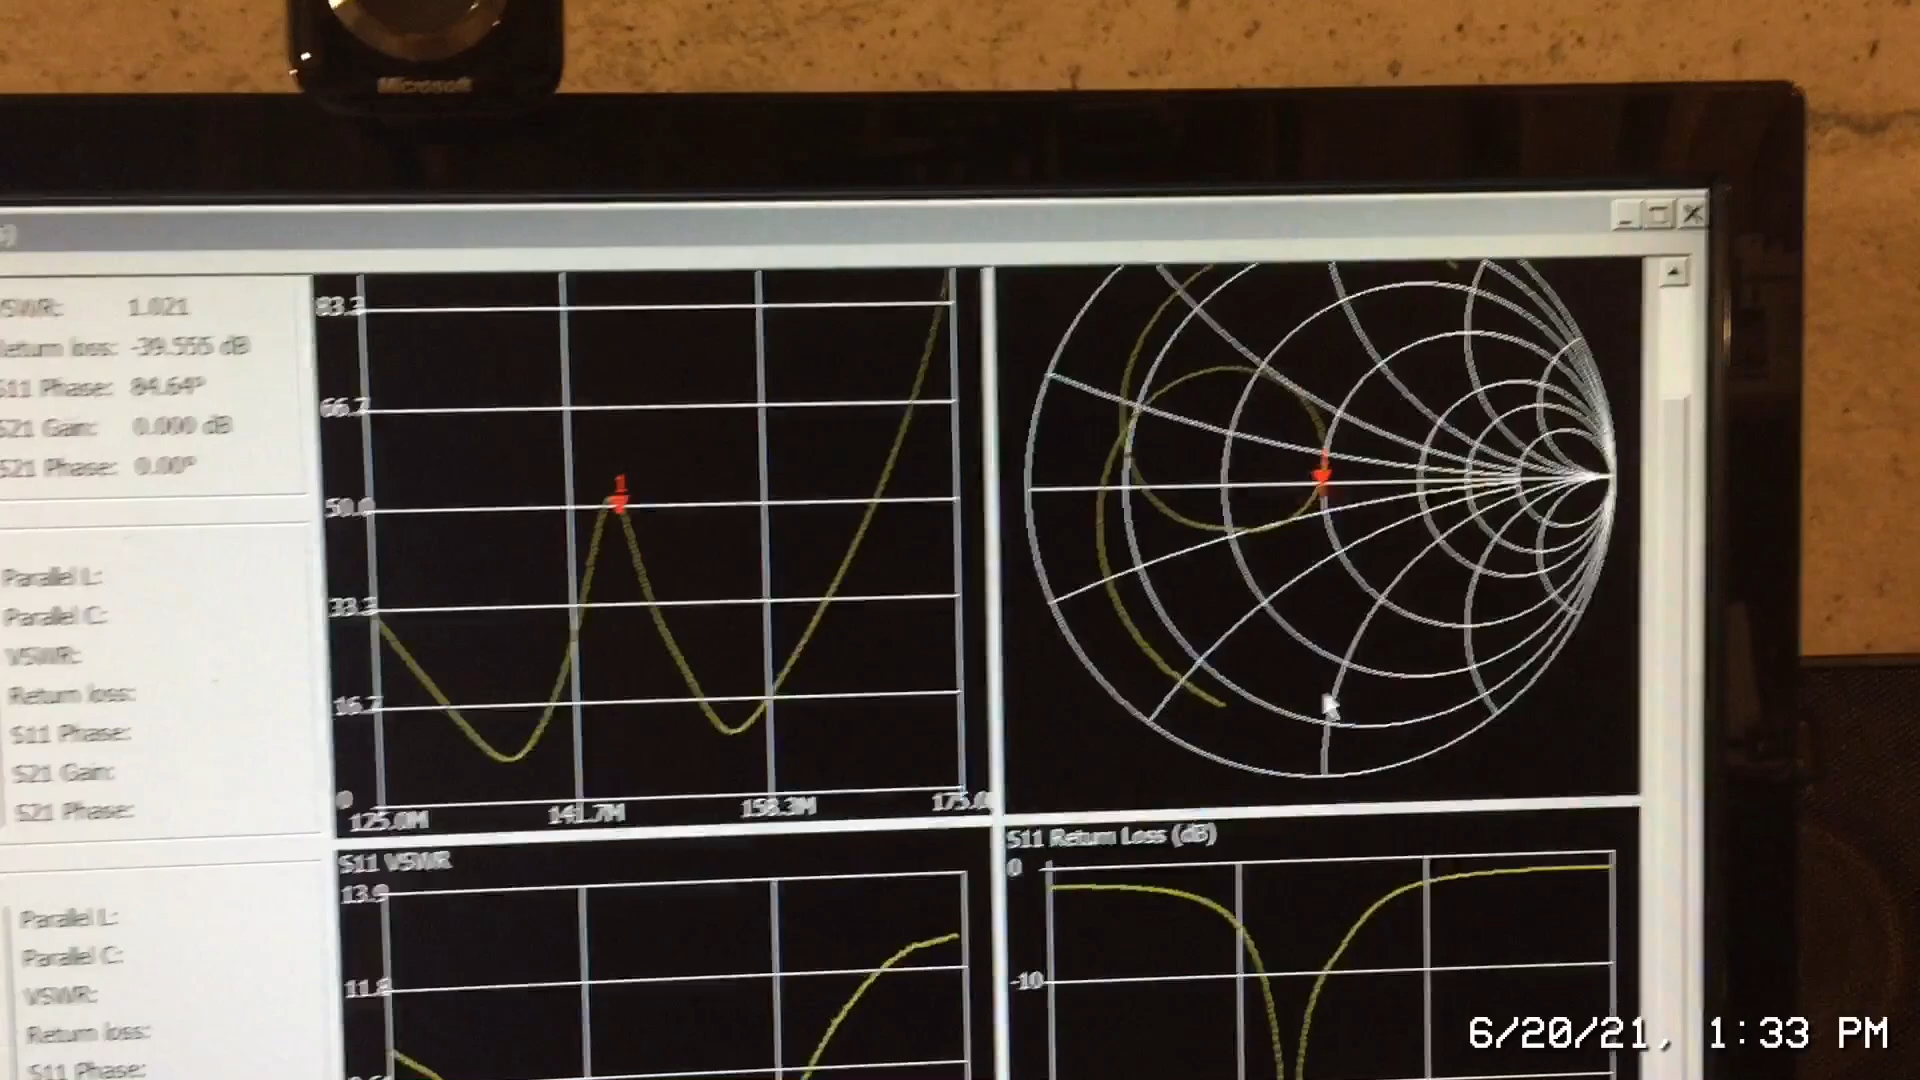 Microsoft
VSWR: 1.021
Return loss: -39.555 dB
S11 Phase: 84.64°
S21 Gain: 0.000 dB
S21 Phase: 0.00°
Parallel L:
Parallel C:
VSWR:
Return loss:
S11 Phase:
S21 Gain:
S21 Phase:
Parallel L:
Parallel C:
VSWR:
Return loss:
S11 Phase:
83.3
66.7
50.0
33.3
16.7
0
125.0M 141.7M 158.3M 175.0
1
S11 VSWR
13.9
11.8
S11 Return Loss (dB)
0
-10
6/20/21, 1:33 PM